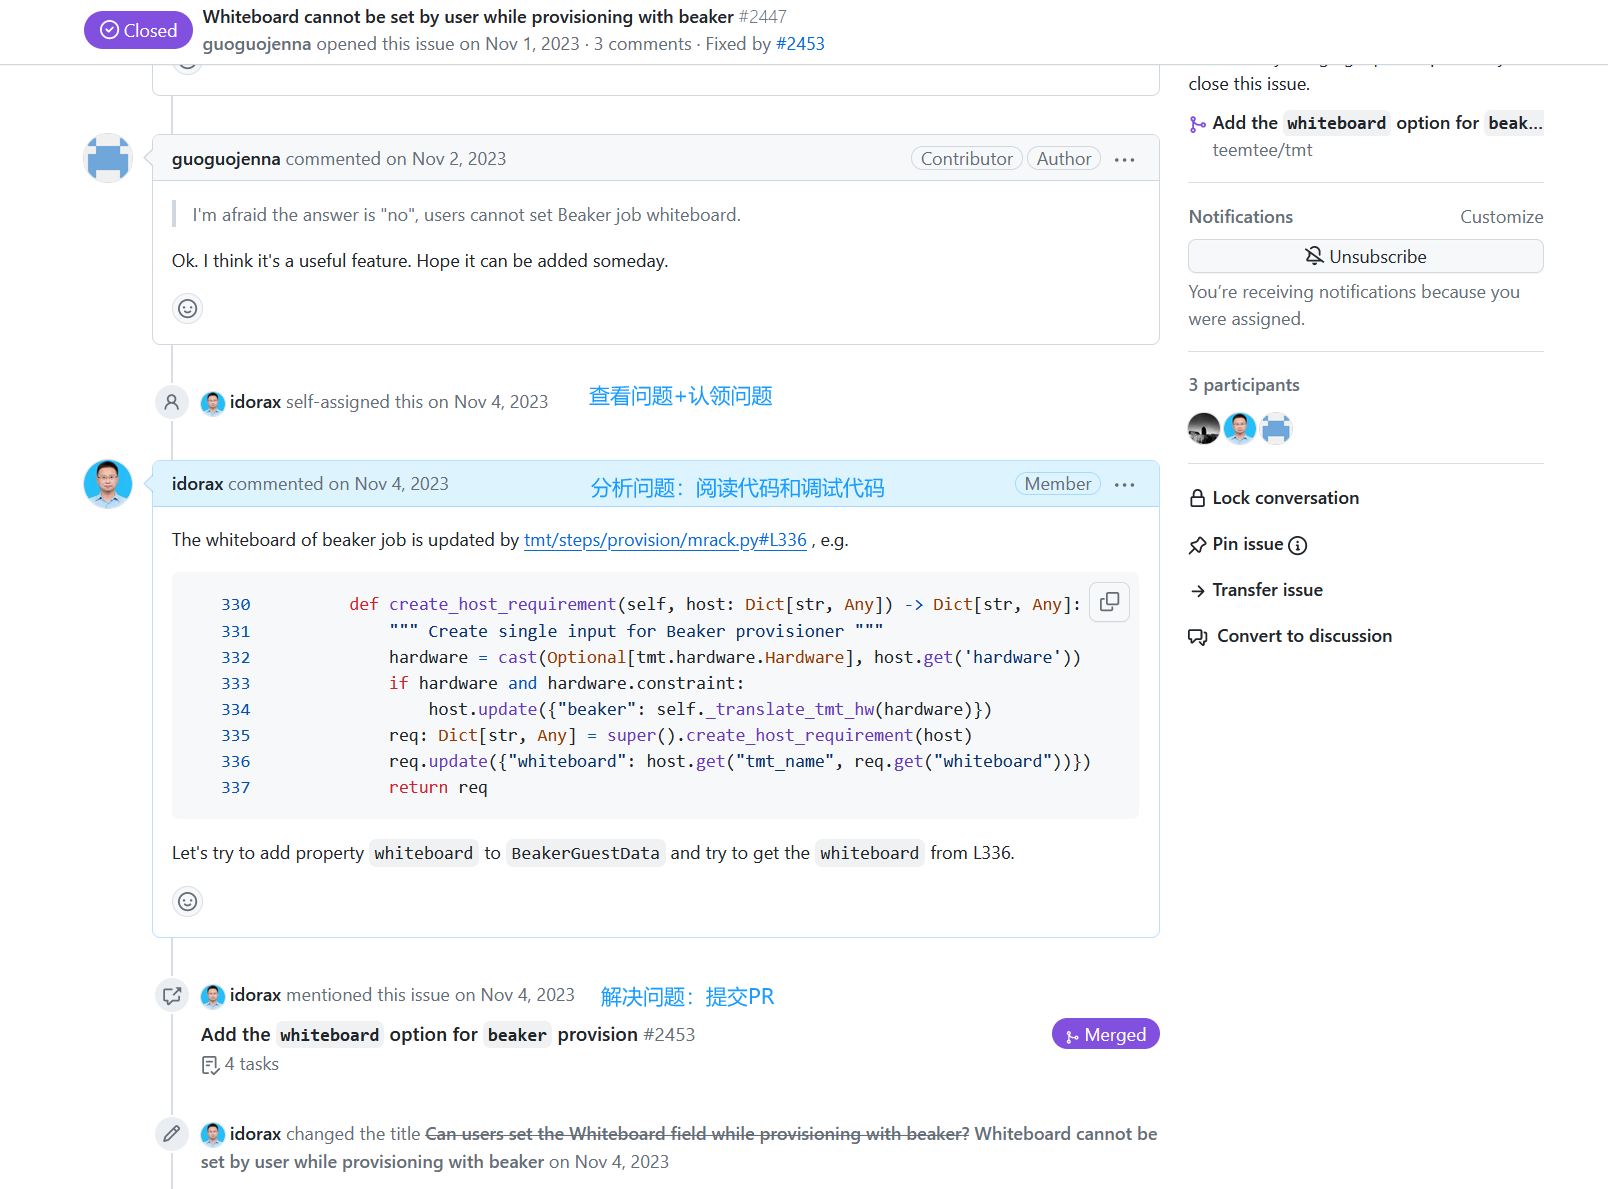 Closed
Whiteboard cannot be set by user while provisioning with beaker #2447
guoguojenna opened this issue on Nov 1, 2023 · 3 comments · Fixed by #2453
close this issue.
Add the whiteboard option for beak...
teemtee/tmt
guoguojenna commented on Nov 2, 2023
Contributor
Author
I'm afraid the answer is "no", users cannot set Beaker job whiteboard.
Ok. I think it's a useful feature. Hope it can be added someday.
Notifications
Customize
Unsubscribe
You're receiving notifications because you
were assigned.
3 participants
idorax self-assigned this on Nov 4, 2023
查看问题+认领问题
idorax commented on Nov 4, 2023
分析问题：阅读代码和调试代码
Member
The whiteboard of beaker job is updated by tmt/steps/provision/mrack.py#L336 , e.g.
330 def create_host_requirement(self, host: Dict[str, Any]) -> Dict[str, Any]:
331 """ Create single input for Beaker provisioner """
332 hardware = cast(Optional[tmt.hardware.Hardware], host.get('hardware'))
333 if hardware and hardware.constraint:
334 host.update({"beaker": self._translate_tmt_hw(hardware)})
335 req: Dict[str, Any] = super().create_host_requirement(host)
336 req.update({"whiteboard": host.get("tmt_name", req.get("whiteboard"))})
337 return req
Let's try to add property whiteboard to BeakerGuestData and try to get the whiteboard from L336.
Lock conversation
Pin issue
Transfer issue
Convert to discussion
idorax mentioned this issue on Nov 4, 2023
解决问题：提交PR
Add the whiteboard option for beaker provision #2453
Merged
4 tasks
idorax changed the title Can users set the Whiteboard field while provisioning with beaker? Whiteboard cannot be
set by user while provisioning with beaker on Nov 4, 2023